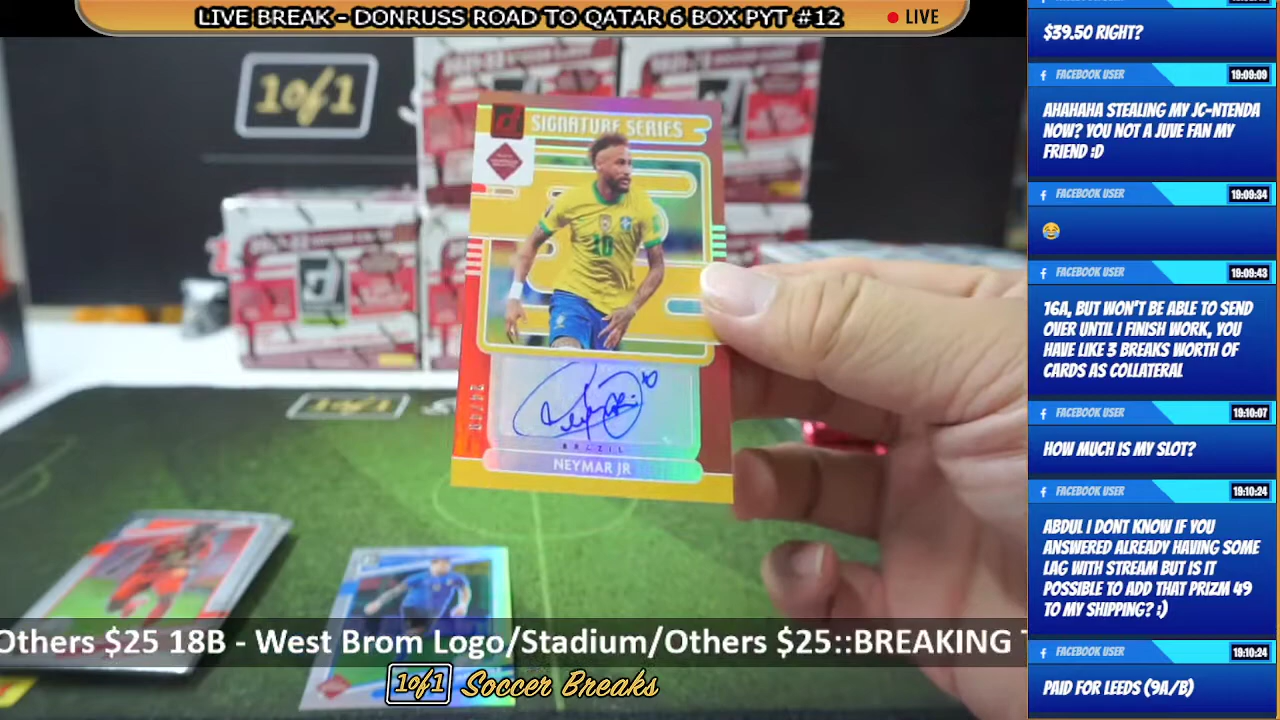 LIVE BREAK - DONRUSS ROAD TO QATAR 6 BOX PYT #12
LIVE
1of1
SIGNATURE SERIES
10
BRAZIL
NEYMAR JR
Others $25 18B - West Brom Logo/Stadium/Others $25::BREAKING
1of1 Soccer Breaks
$39.50 RIGHT?
FACEBOOK USER 19:09:09
AHAHAHA STEALING MY JC-NTENDA
NOW? YOU NOT A JUVE FAN MY
FRIEND :D
FACEBOOK USER 19:09:34
😂
FACEBOOK USER 19:09:43
16A, BUT WON'T BE ABLE TO SEND
OVER UNTIL I FINISH WORK, YOU
HAVE LIKE 3 BREAKS WORTH OF
CARDS AS COLLATERAL
FACEBOOK USER 19:10:07
HOW MUCH IS MY SLOT?
FACEBOOK USER 19:10:24
ABDUL I DONT KNOW IF YOU
ANSWERED ALREADY HAVING SOME
LAG WITH STREAM BUT IS IT
POSSIBLE TO ADD THAT PRIZM 49
TO MY SHIPPING? ;)
FACEBOOK USER 19:10:24
PAID FOR LEEDS (9A/B)